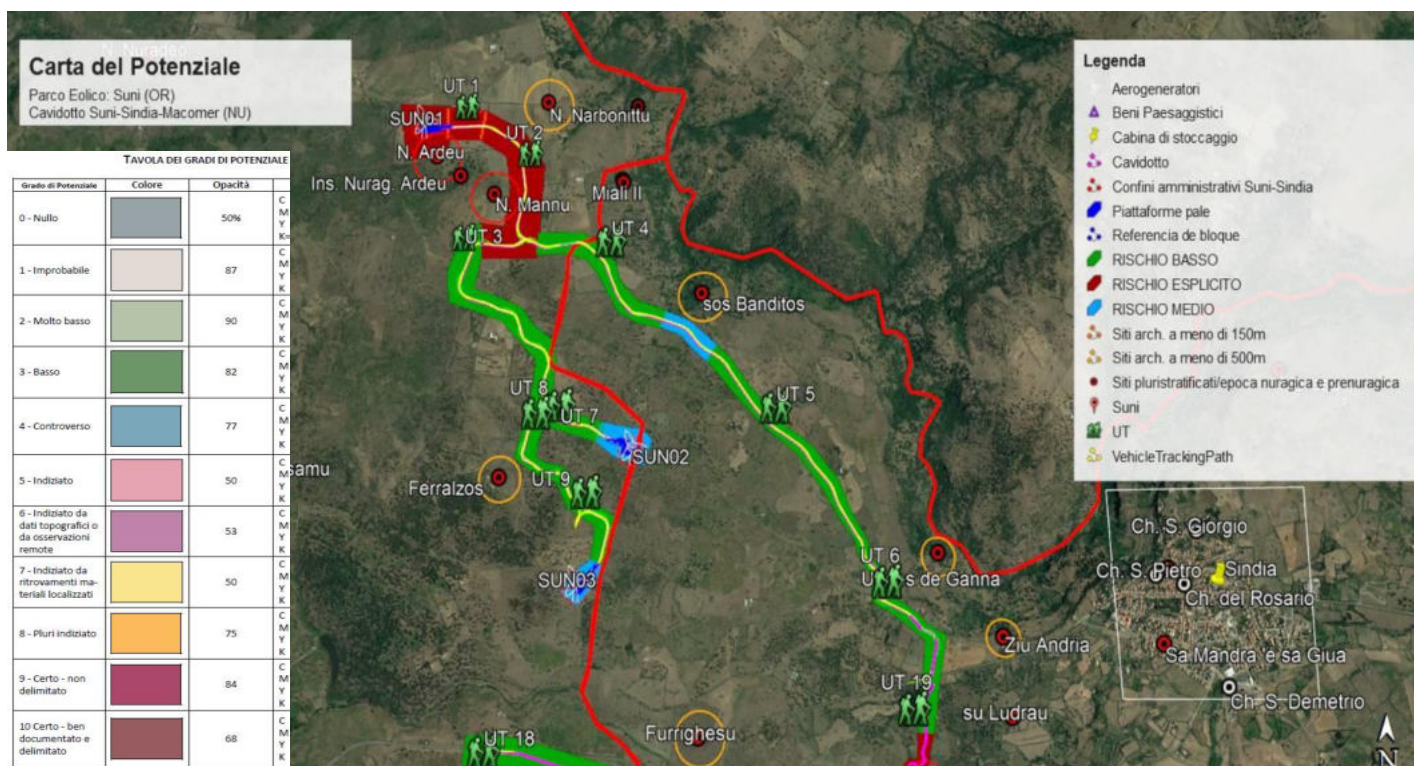 N. Nuradeo
Carta del Potenziale
Parco Eolico: Suni (OR)
Cavidotto Suni-Sindia-Macomer (NU)
TAVOLA DEI GRADI DI POTENZIALE
Grado di Potenziale Colore Opacità
0 - Nullo 50% C M Y K=
1 - Improbabile 87 C M Y K
2 - Molto basso 90 C M Y K
3 - Basso 82 C M Y K
4 - Controverso 77 C M Y K
5 - Indiziato 50 C M Y K
6 - Indiziato da
dati topografici o
da osservazioni
remote
53 C M Y K
7 - Indiziato da
ritrovamenti ma-
teriali localizzati
50 C M Y K
8 - Pluri indiziato 75 C M Y K
9 - Certo - non
delimitato
84 C M Y K
10 Certo - ben
documentato e
delimitato
68 C M Y K
UT 1
SUN01
UT 2
N. Narbonittu
N. Ardeu
Ins. Nurag. Ardeu
N. Mannu
Miali II
UT 3
UT 4
sos Banditos
UT 8
UT 7
UT 5
SUN02
samu
Ferralzos
UT 9
SUN03
UT 6
s de Ganna
Ziu Andria
UT 19
su Ludrau
Furrighesu
UT 18
Legenda
Aerogeneratori
Beni Paesaggistici
Cabina di stoccaggio
Cavidotto
Confini amministrativi Suni-Sindia
Piattaforme pale
Referencia de bloque
RISCHIO BASSO
RISCHIO ESPLICITO
RISCHIO MEDIO
Siti arch. a meno di 150m
Siti arch. a meno di 500m
Siti pluristratificati/epoca nuragica e prenuragica
Suni
UT
VehicleTrackingPath
Ch. S. Giorgio
Ch. S. Pietro
Sindia
Ch. del Rosario
Sa Mandra 'e sa Giua
Ch. S. Demetrio
N